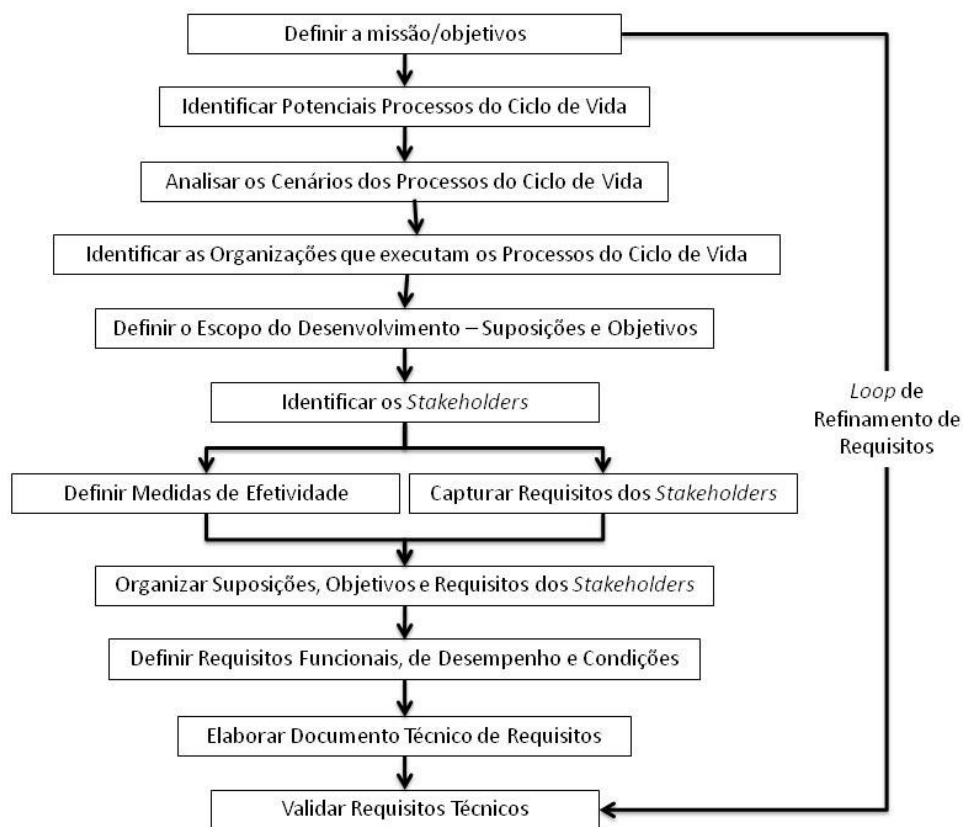 Definir a missão/objetivos
Identificar Potenciais Processos do Ciclo de Vida
Analisar os Cenários dos Processos do Ciclo de Vida
Identificar as Organizações que executam os Processos do Ciclo de Vida
Definir o Escopo do Desenvolvimento – Suposições e Objetivos
Identificar os Stakeholders
Loop de
Refinamento de
Requisitos
Definir Medidas de Efetividade
Capturar Requisitos dos Stakeholders
Organizar Suposições, Objetivos e Requisitos dos Stakeholders
Definir Requisitos Funcionais, de Desempenho e Condições
Elaborar Documento Técnico de Requisitos
Validar Requisitos Técnicos